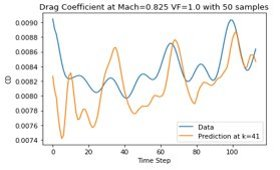 Drag Coefficient at Mach=0.825 VF=1.0 with 50 samples
0.0090
0.0088
0.0086
0.0084
0.0082
0.0080
0.0078
0.0076
0.0074
CD
Data
Prediction at k=41
0 20 40 60 80 100
Time Step